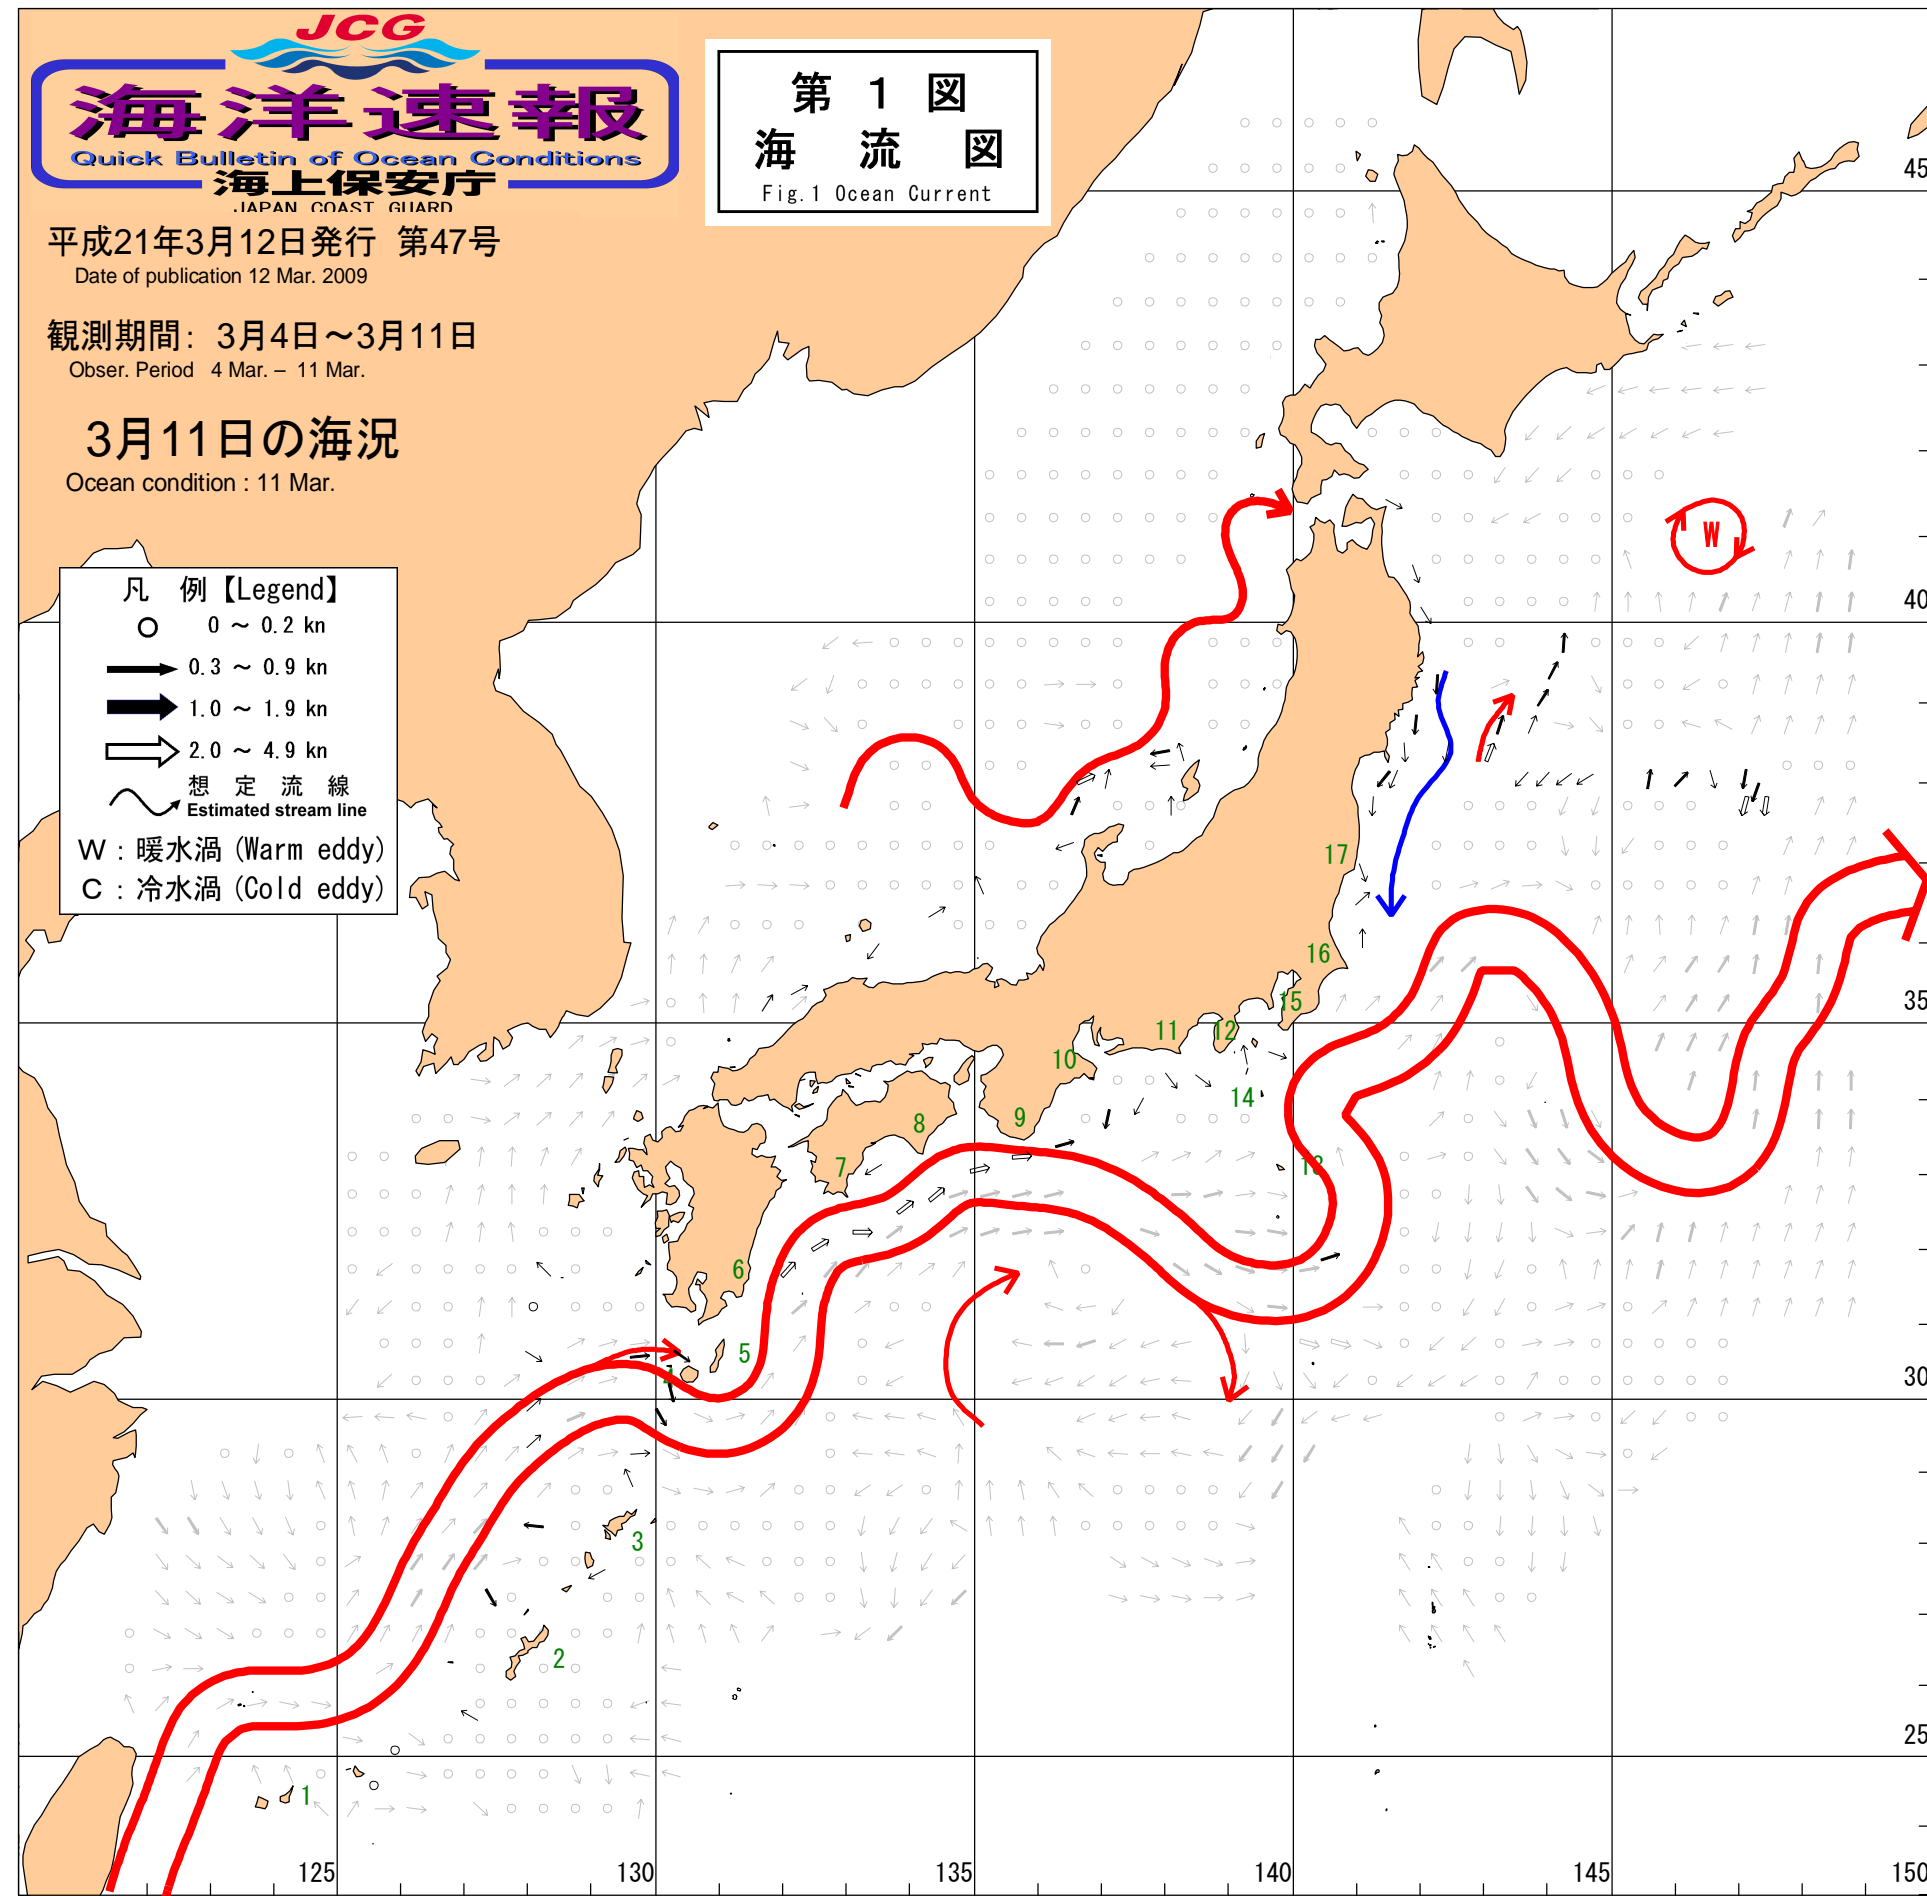 JCG
海洋速報
Quick Bulletin of Ocean Conditions
海上保安庁
JAPAN COAST GUARD
平成21年3月12日発行 第47号
Date of publication 12 Mar. 2009
観測期間: 3月4日～3月11日
Obser. Period 4 Mar. – 11 Mar.
3月11日の海況
Ocean condition : 11 Mar.
第 1 図
海 流 図
Fig.1 Ocean Current
凡 例【Legend】
0 ～ 0.2 kn
0.3 ～ 0.9 kn
1.0 ～ 1.9 kn
2.0 ～ 4.9 kn
想 定 流 線
Estimated stream line
W : 暖水渦 (Warm eddy)
C : 冷水渦 (Cold eddy)
W
45
40
35
30
25
17
16
15
14
13
12
11
10
9
8
7
6
5
4
3
2
1
125
130
135
140
145
150